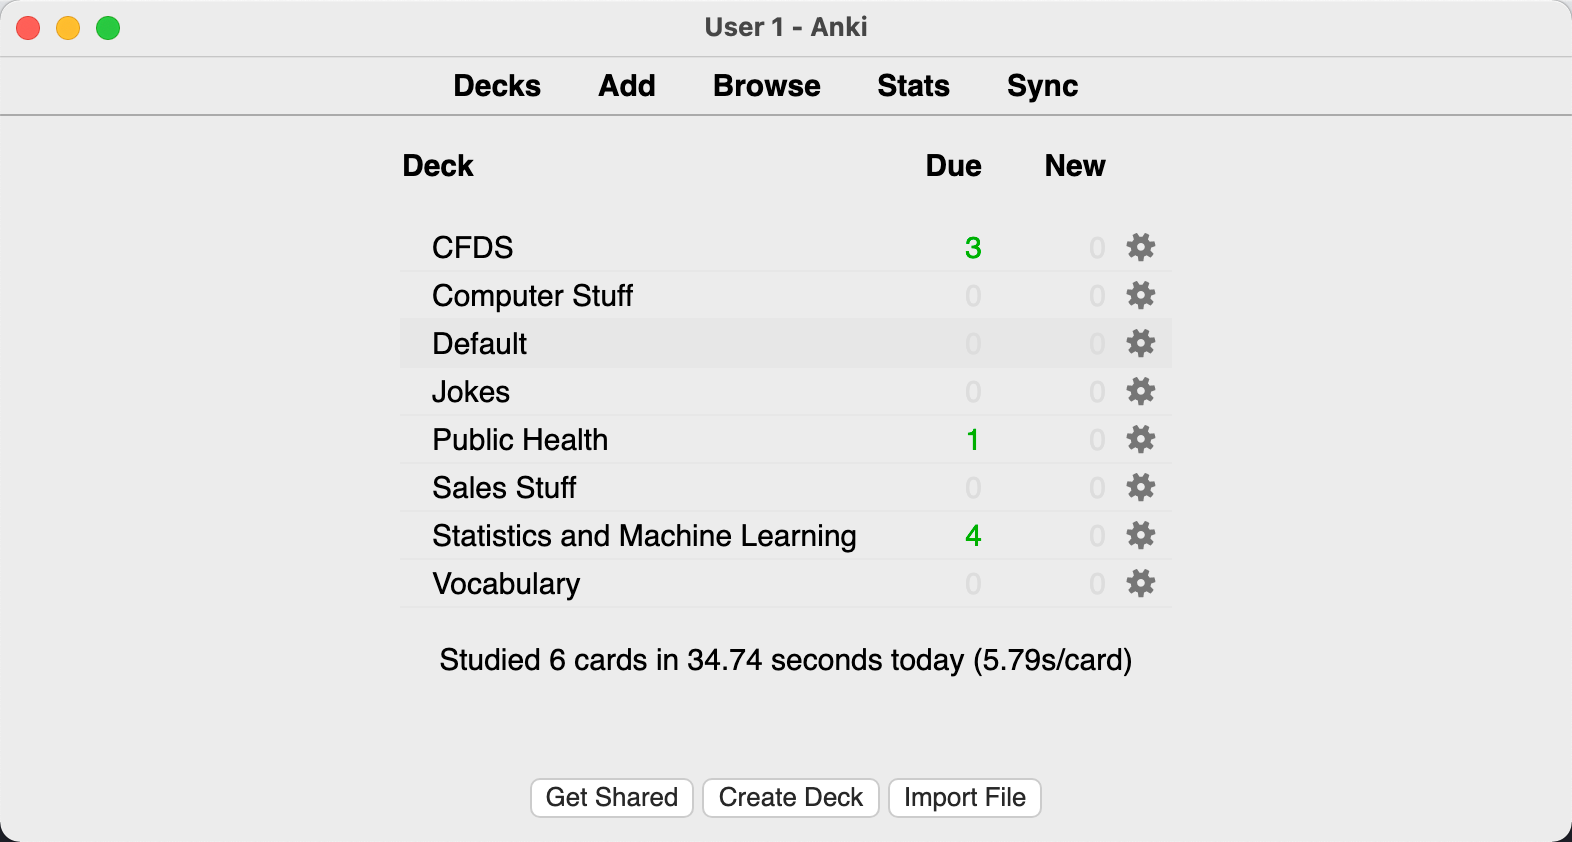 User 1 - Anki
Decks Add Browse Stats Sync
Deck Due New
CFDS 3 0
Computer Stuff 0 0
Default 0 0
Jokes 0 0
Public Health 1 0
Sales Stuff 0 0
Statistics and Machine Learning 4 0
Vocabulary 0 0
Studied 6 cards in 34.74 seconds today (5.79s/card)
Get Shared Create Deck Import File